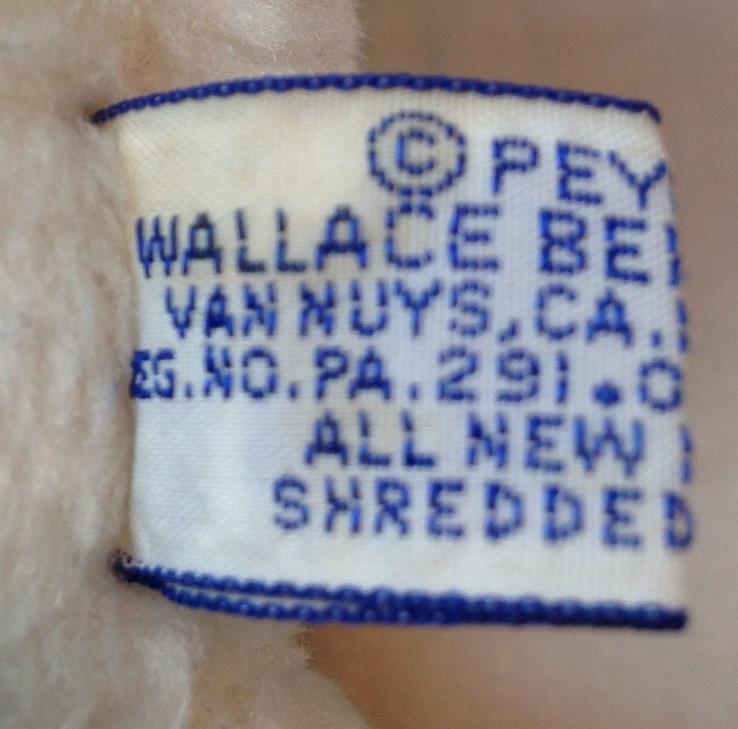 © PEY
WALLACE BE
VAN NUYS, CA.
EG. NO. PA. 291.
ALL NEW
SHREDDED